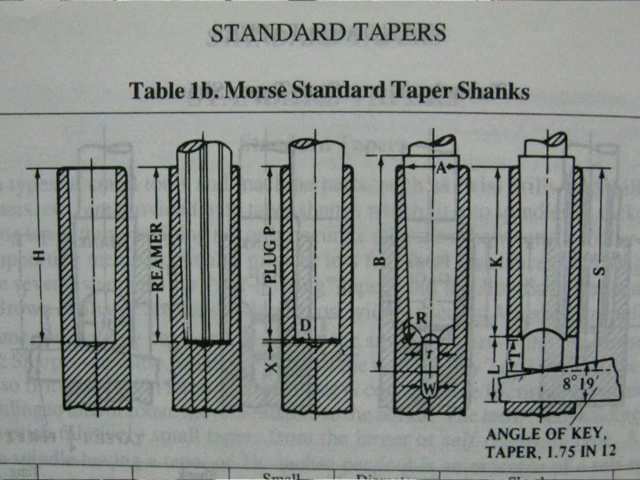 STANDARD TAPERS
Table 1b. Morse Standard Taper Shanks
H
REAMER
PLUG P
D
X
A
B
R
r
W
K
S
T
L
8°19'
ANGLE OF KEY,
TAPER, 1.75 IN 12
Small